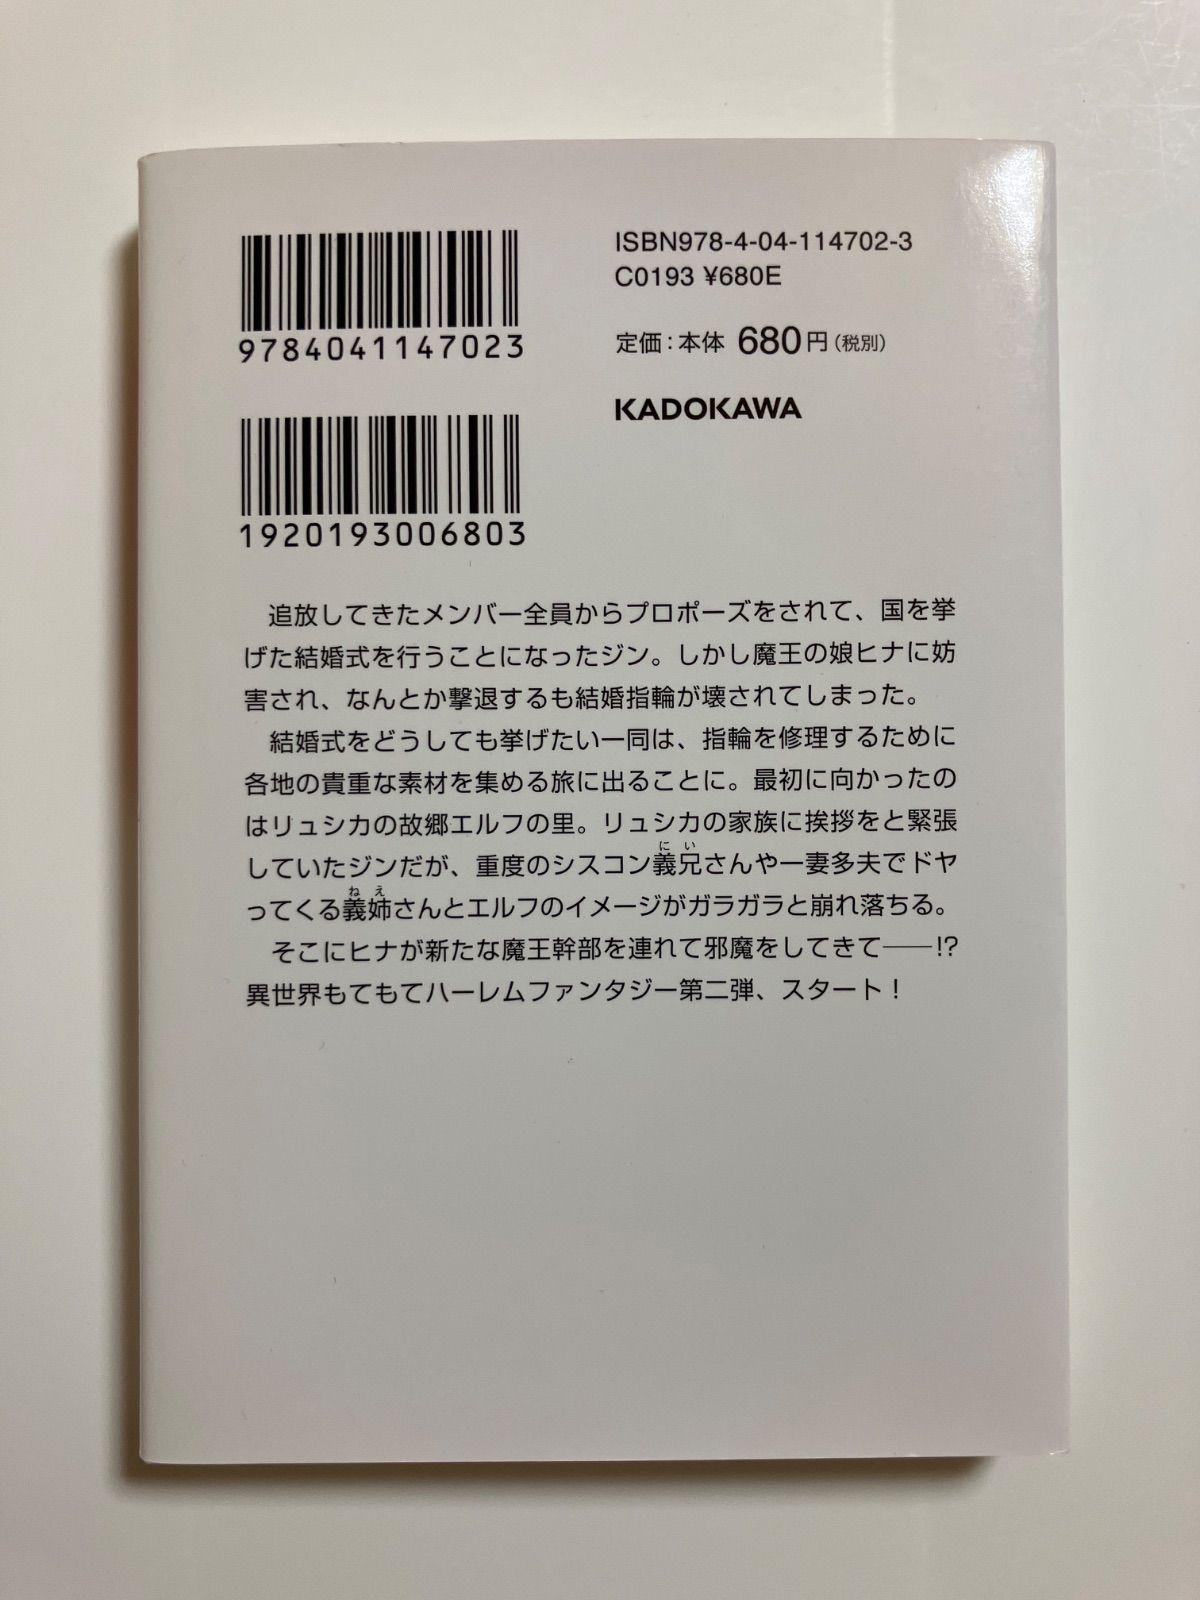 ISBN978-4-04-114702-3
C0193 ¥680E
9784041147023
定価：本体 680円（税別）
KADOKAWA
1920193006803
追放してきたメンバー全員からプロポーズをされて、国を挙
げた結婚式を行うことになったジン。しかし魔王の娘ヒナに妨
害され、なんとか撃退するも結婚指輪が壊されてしまった。
結婚式をどうしても挙げたい一同は、指輪を修理するために
各地の貴重な素材を集める旅に出ることに。最初に向かったの
はリュシカの故郷エルフの里。リュシカの家族に挨拶をと緊張
にい
していたジンだが、重度のシスコン義兄さんや一妻多夫でドヤ
ねえ
ってくる義姉さんとエルフのイメージがガラガラと崩れ落ちる。
そこにヒナが新たな魔王幹部を連れて邪魔をしてきて──!?
異世界もてもてハーレムファンタジー第二弾、スタート！